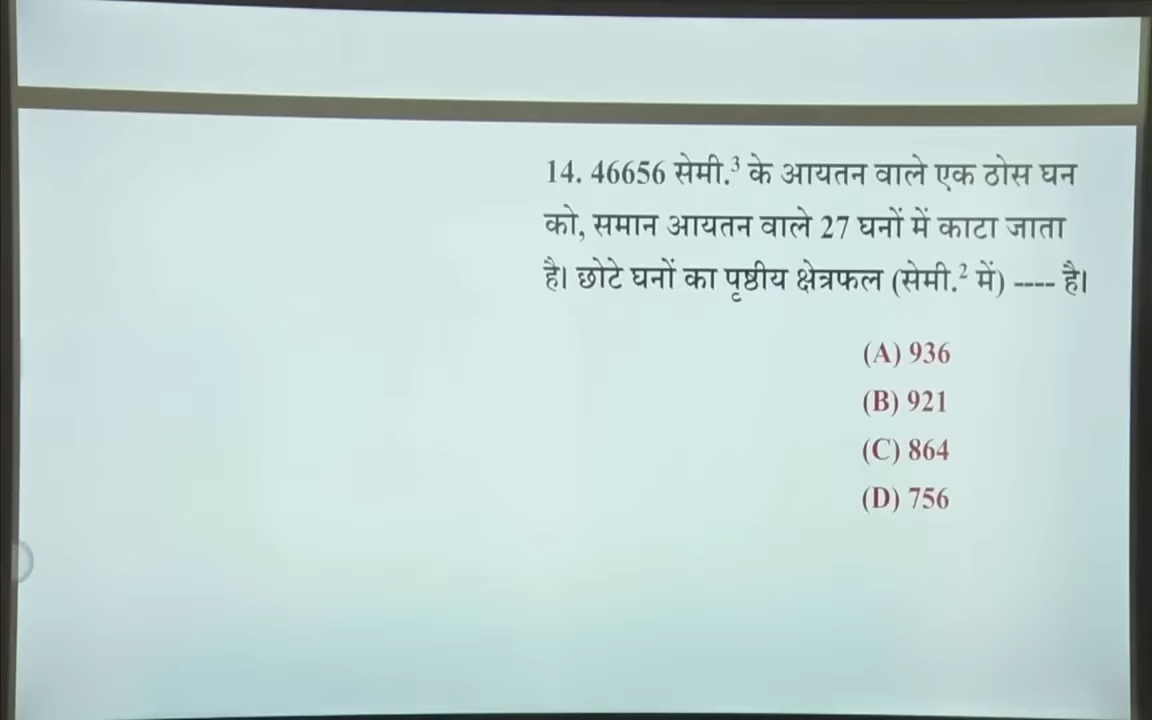 14. 46656 सेमी.³ के आयतन वाले एक ठोस घन
को, समान आयतन वाले 27 घनों में काटा जाता
है। छोटे घनों का पृष्ठीय क्षेत्रफल (सेमी.² में) ---- है।
(A) 936
(B) 921
(C) 864
(D) 756